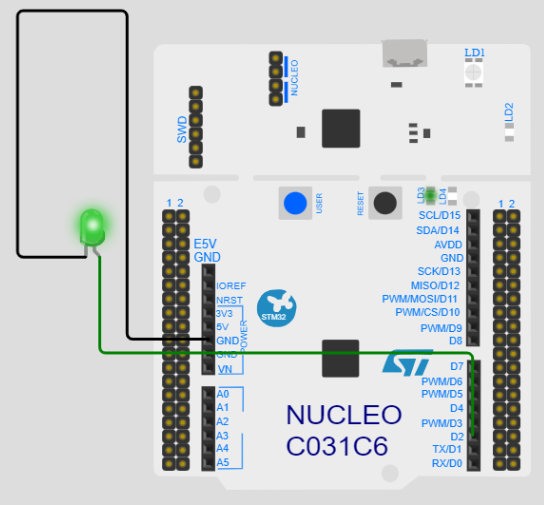 LD1
NUCLEO
LD2
SWD
USER
RESET
LD3
LD4
1 2
1 2
E5V
GND
IOREF
NRST
3V3
5V
GND
GND
VN
POWER
A0
A1
A2
A3
A4
A5
STM32
SCL/D15
SDA/D14
AVDD
GND
SCK/D13
MISO/D12
PWM/MOSI/D11
PWM/CS/D10
PWM/D9
D8
D7
PWM/D6
PWM/D5
D4
PWM/D3
D2
TX/D1
RX/D0
NUCLEO
C031C6